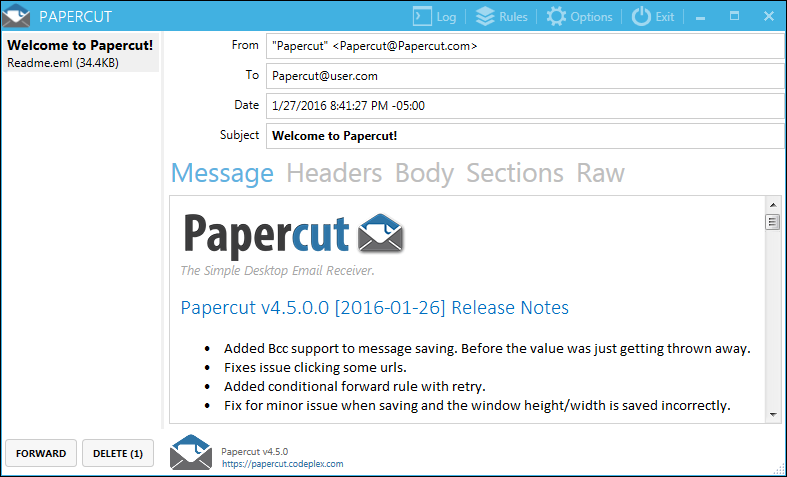 PAPERCUT
Log
Rules
Options
Exit
Welcome to Papercut!
Readme.eml (34.4KB)
From "Papercut" <Papercut@Papercut.com>
To Papercut@user.com
Date 1/27/2016 8:41:27 PM -05:00
Subject Welcome to Papercut!
Message Headers Body Sections Raw
Papercut
The Simple Desktop Email Receiver.
Papercut v4.5.0.0 [2016-01-26] Release Notes
• Added Bcc support to message saving. Before the value was just getting thrown away.
• Fixes issue clicking some urls.
• Added conditional forward rule with retry.
• Fix for minor issue when saving and the window height/width is saved incorrectly.
FORWARD
DELETE (1)
Papercut v4.5.0
https://papercut.codeplex.com